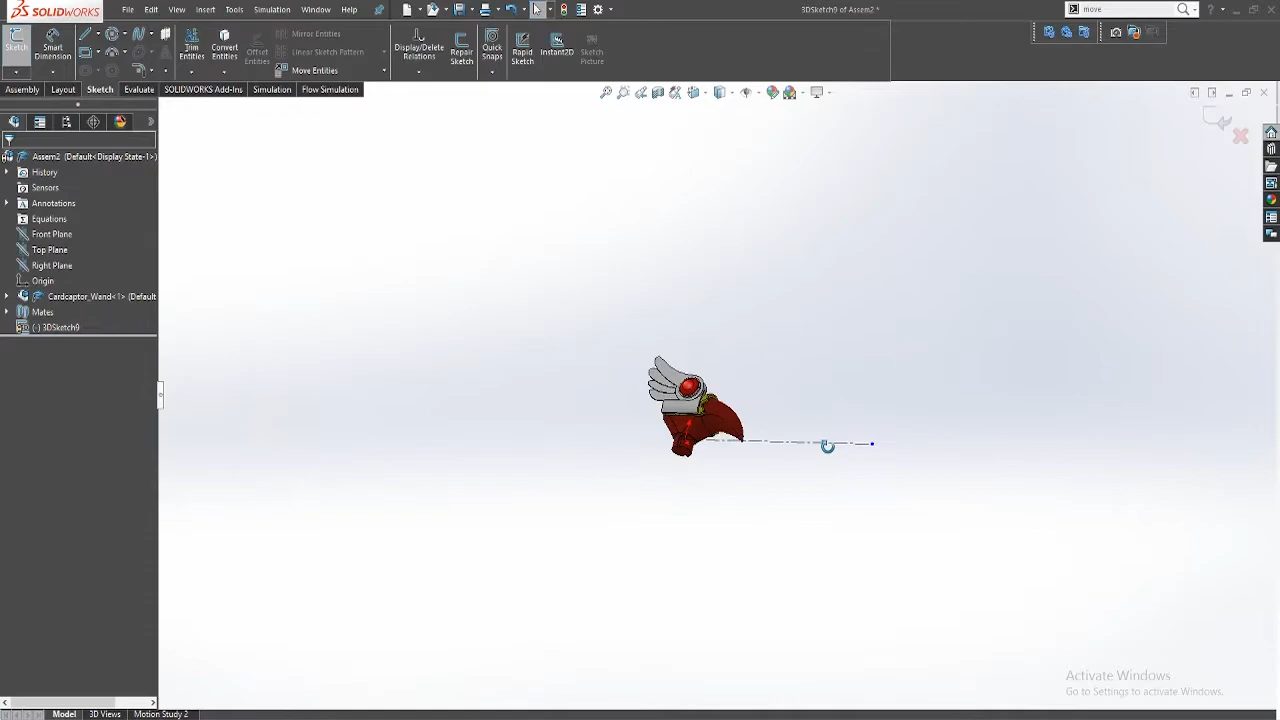 SOLIDWORKS File Edit View Insert Tools Simulation Window Help 3DSketch9 of Assem2 * move
Sketch Smart Dimension Trim Entities Convert Entities Offset Entities Mirror Entities Linear Sketch Pattern Move Entities Display/Delete Relations Repair Sketch Quick Snaps Rapid Sketch Instant2D Sketch Picture
Assembly Layout Sketch Evaluate SOLIDWORKS Add-Ins Simulation Flow Simulation
Assem2 (Default<Display State-1>)
History
Sensors
Annotations
Equations
Front Plane
Top Plane
Right Plane
Origin
Cardcaptor_Wand<1> (Default
Mates
(-) 3DSketch9
Activate Windows
Go to Settings to activate Windows.
Model 3D Views Motion Study 2